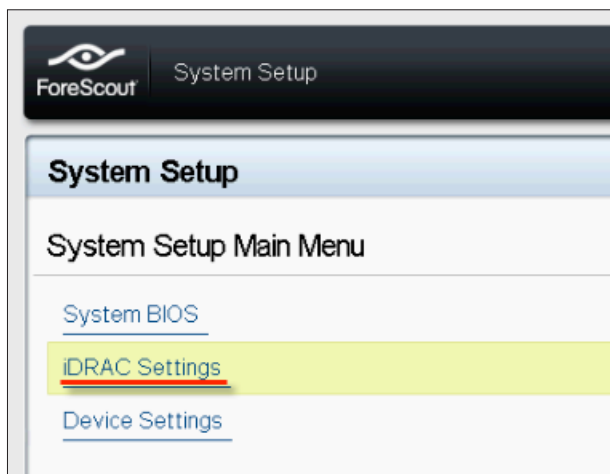 ForeScout
System Setup
System Setup
System Setup Main Menu
System BIOS
iDRAC Settings
Device Settings